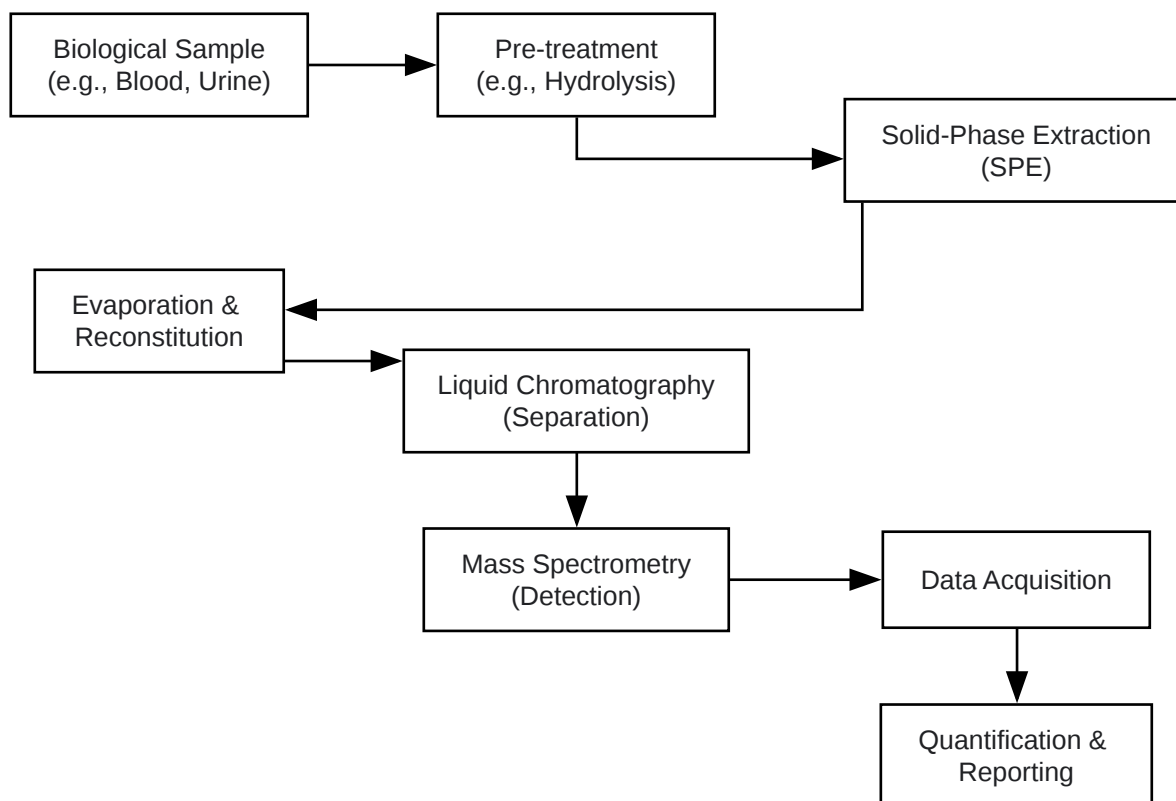 Biological Sample
(e.g., Blood, Urine)
Pre-treatment
(e.g., Hydrolysis)
Solid-Phase Extraction
(SPE)
Evaporation &
Reconstitution
Liquid Chromatography
(Separation)
Mass Spectrometry
(Detection)
Data Acquisition
Quantification &
Reporting